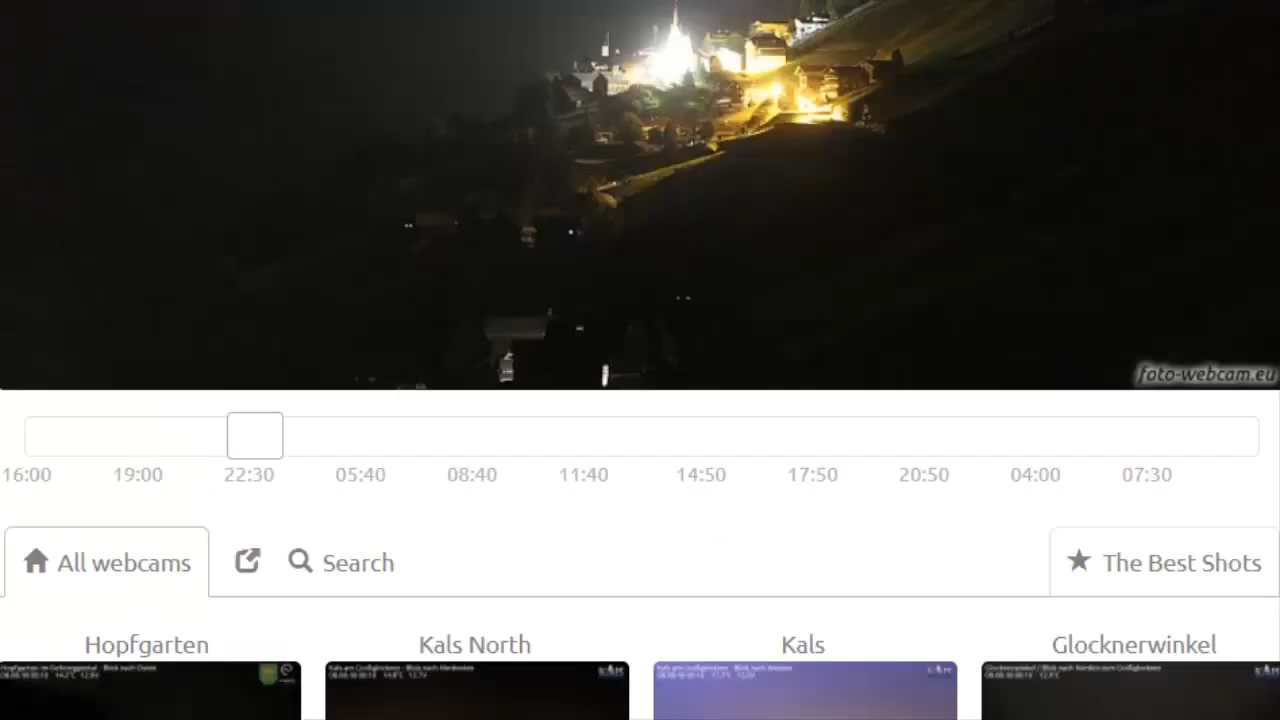 foto-webcam.eu
16:00 19:00 22:30 05:40 08:40 11:40 14:50 17:50 20:50 04:00 07:30
All webcams Search The Best Shots
Hopfgarten Kals North Kals Glocknerwinkel